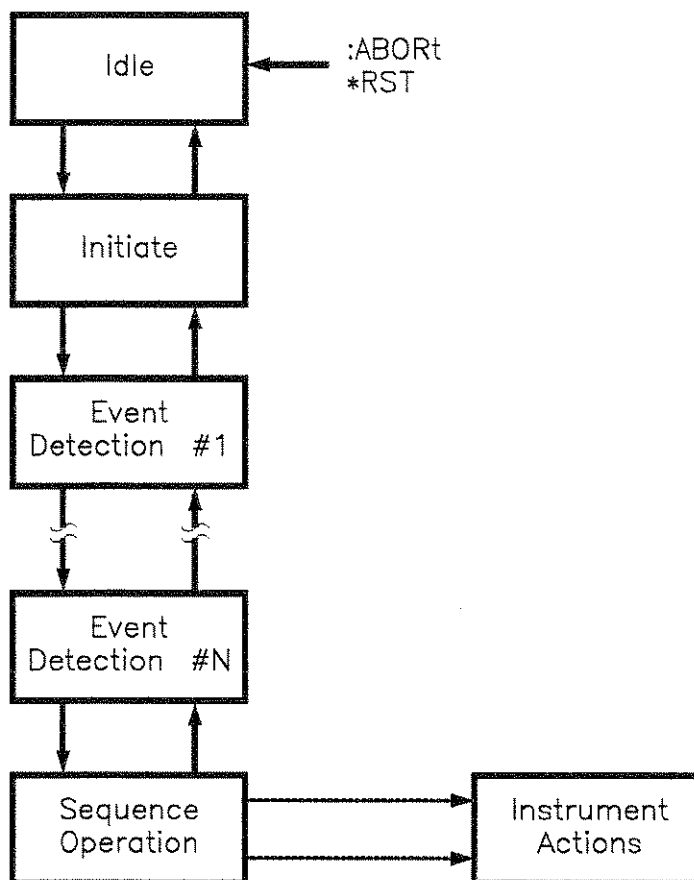 Idle
:ABORt
*RST
Initiate
Event
Detection #1
Event
Detection #N
Sequence
Operation
Instrument
Actions